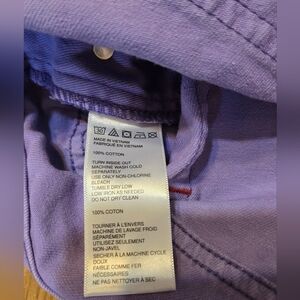 MADE IN VIETNAM
FABRIQUÉ EN VIETNAM
100% COTTON
TURN INSIDE OUT
MACHINE WASH COLD
SEPARATELY
USE ONLY NON-CHLORINE
BLEACH
TUMBLE DRY LOW
LOW IRON AS NEEDED
DO NOT DRY CLEAN
100% COTON
TOURNER À L'ENVERS
MACHINE DE LAVAGE FROID
SÉPARÉMENT
UTILISEZ SEULEMENT
NON-JAVEL
SÈCHER À LA MACHINE CYCLE
DOUX
FAIBLE COMME FER
NÉCESSAIRES
NE PAS NETTOYER À SEC